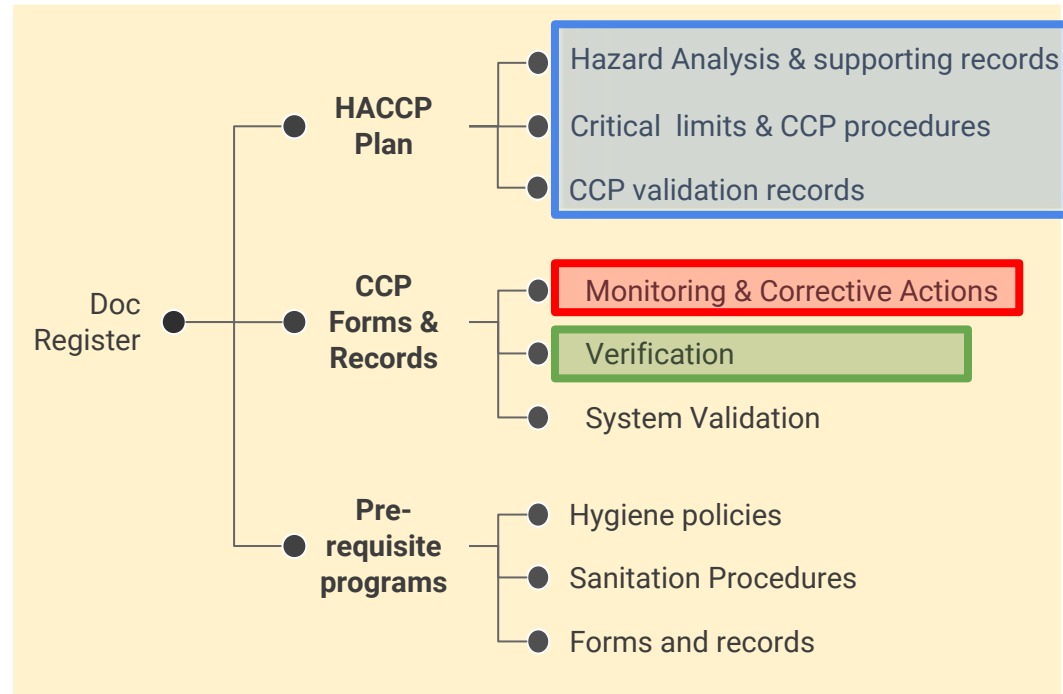 Doc
Register
HACCP
Plan
Hazard Analysis & supporting records
Critical limits & CCP procedures
CCP validation records
CCP
Forms &
Records
Monitoring & Corrective Actions
Verification
System Validation
Pre-
requisite
programs
Hygiene policies
Sanitation Procedures
Forms and records